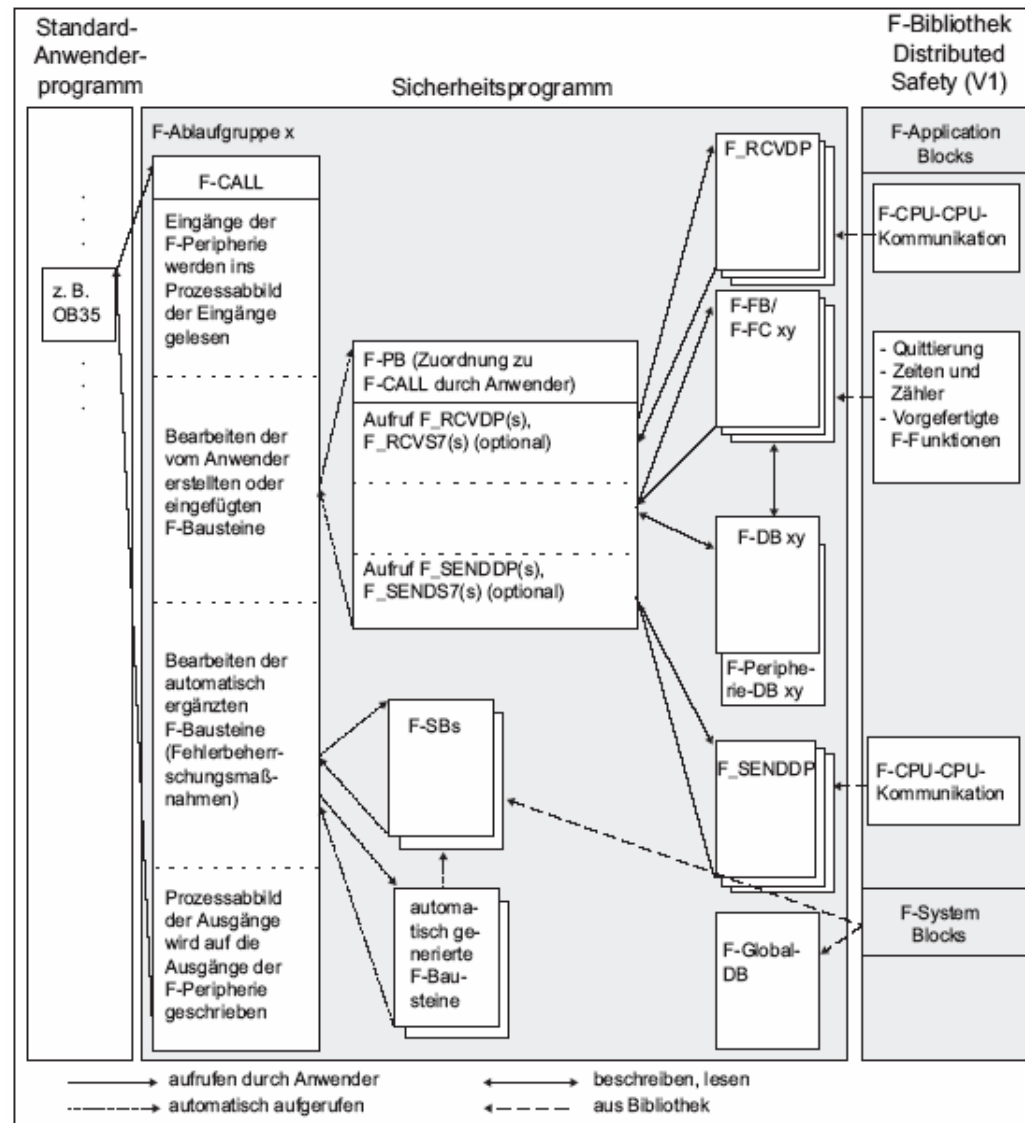 Standard-
Anwender-
programm
Sicherheitsprogramm
F-Bibliothek
Distributed
Safety (V1)
F-Ablaufgruppe x
F-CALL
Eingänge der
F-Peripherie
werden ins
Prozessabbild
der Eingänge
gelesen
Bearbeiten der
vom Anwender
erstellten oder
eingefügten
F-Bausteine
Bearbeiten der
automatisch
ergänzten
F-Bausteine
(Fehlerbeherr-
schungsmaß-
nahmen)
Prozessabbild
der Ausgänge
wird auf die
Ausgänge der
F-Peripherie
geschrieben
z. B.
OB35
F-PB (Zuordnung zu
F-CALL durch Anwender)
Aufruf F_RCVDP(s),
F_RCVS7(s) (optional)
Aufruf F_SENDDP(s),
F_SENDS7(s) (optional)
F-SBs
automa-
tisch ge-
nerierte
F-Bau-
steine
F_RCVDP
F-FB/
F-FC xy
F-DB xy
F-Periphe-
rie-DB xy
F_SENDDP
F-Global-
DB
F-Application
Blocks
F-CPU-CPU-
Kommunikation
- Quittierung
- Zeiten und
Zähler
- Vorgefertigte
F-Funktionen
F-CPU-CPU-
Kommunikation
F-System
Blocks
aufrufen durch Anwender
beschreiben, lesen
automatisch aufgerufen
aus Bibliothek